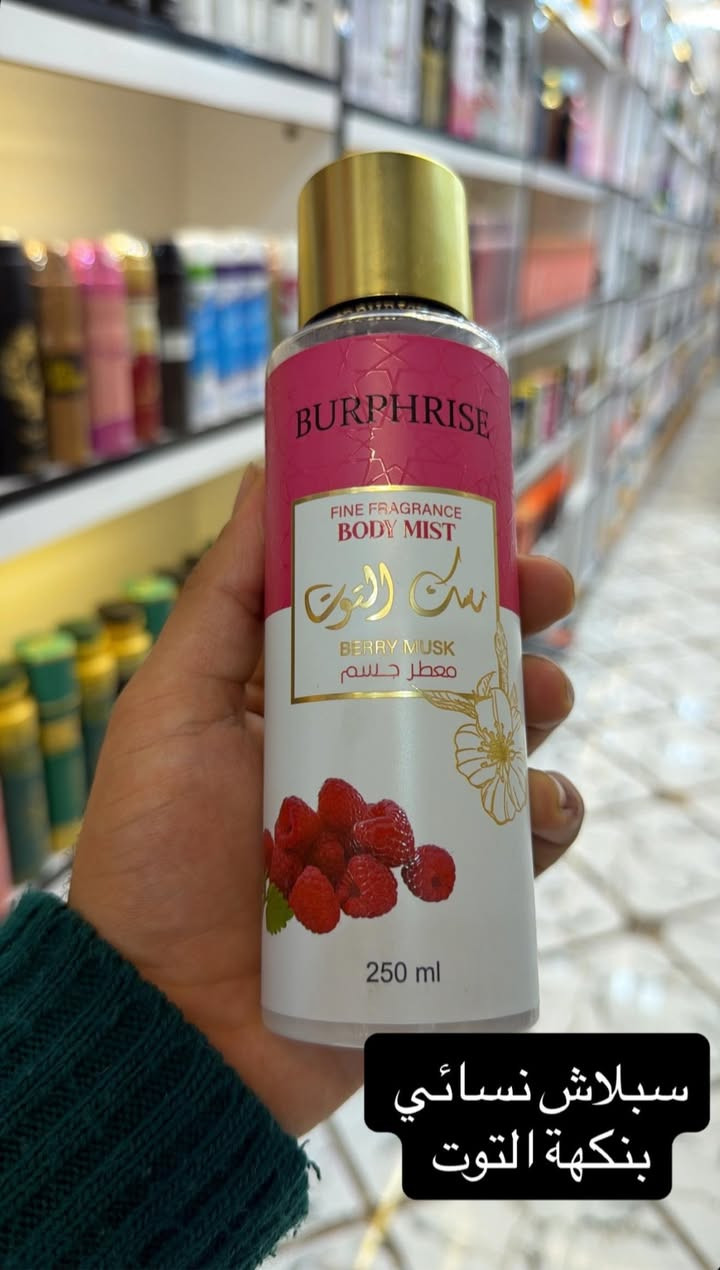 BURPHRISE
FINE FRAGRANCE
BODY MIST
مسك التوت
BERRY MUSK
معطر جسم
250 ml
سبلاش نسائي
بنكهة التوت